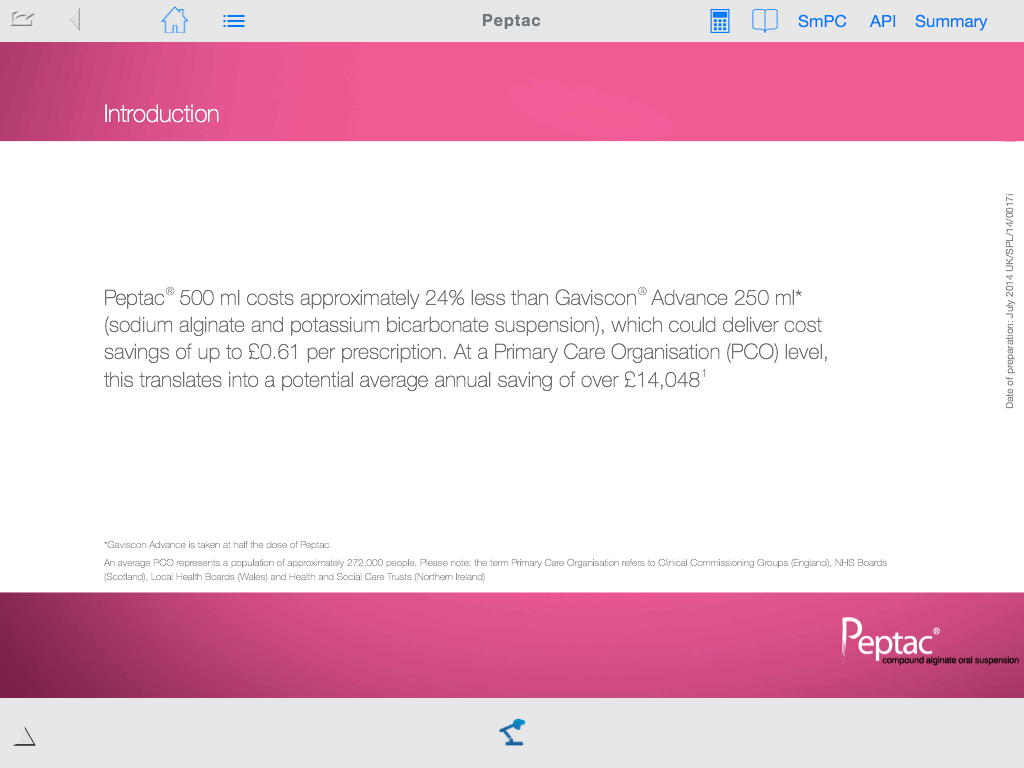 Peptac
SmPC API Summary
Introduction
Date of preparation: July 2014 UK/SPL/14/0017i
Peptac® 500 ml costs approximately 24% less than Gaviscon® Advance 250 ml*
(sodium alginate and potassium bicarbonate suspension), which could deliver cost
savings of up to £0.61 per prescription. At a Primary Care Organisation (PCO) level,
this translates into a potential average annual saving of over £14,048¹
*Gaviscon Advance is taken at half the dose of Peptac
An average PCO represents a population of approximately 272,000 people. Please note: the term Primary Care Organisation refers to Clinical Commissioning Groups (England), NHS Boards
(Scotland), Local Health Boards (Wales) and Health and Social Care Trusts (Northern Ireland)
Peptac®
compound alginate oral suspension